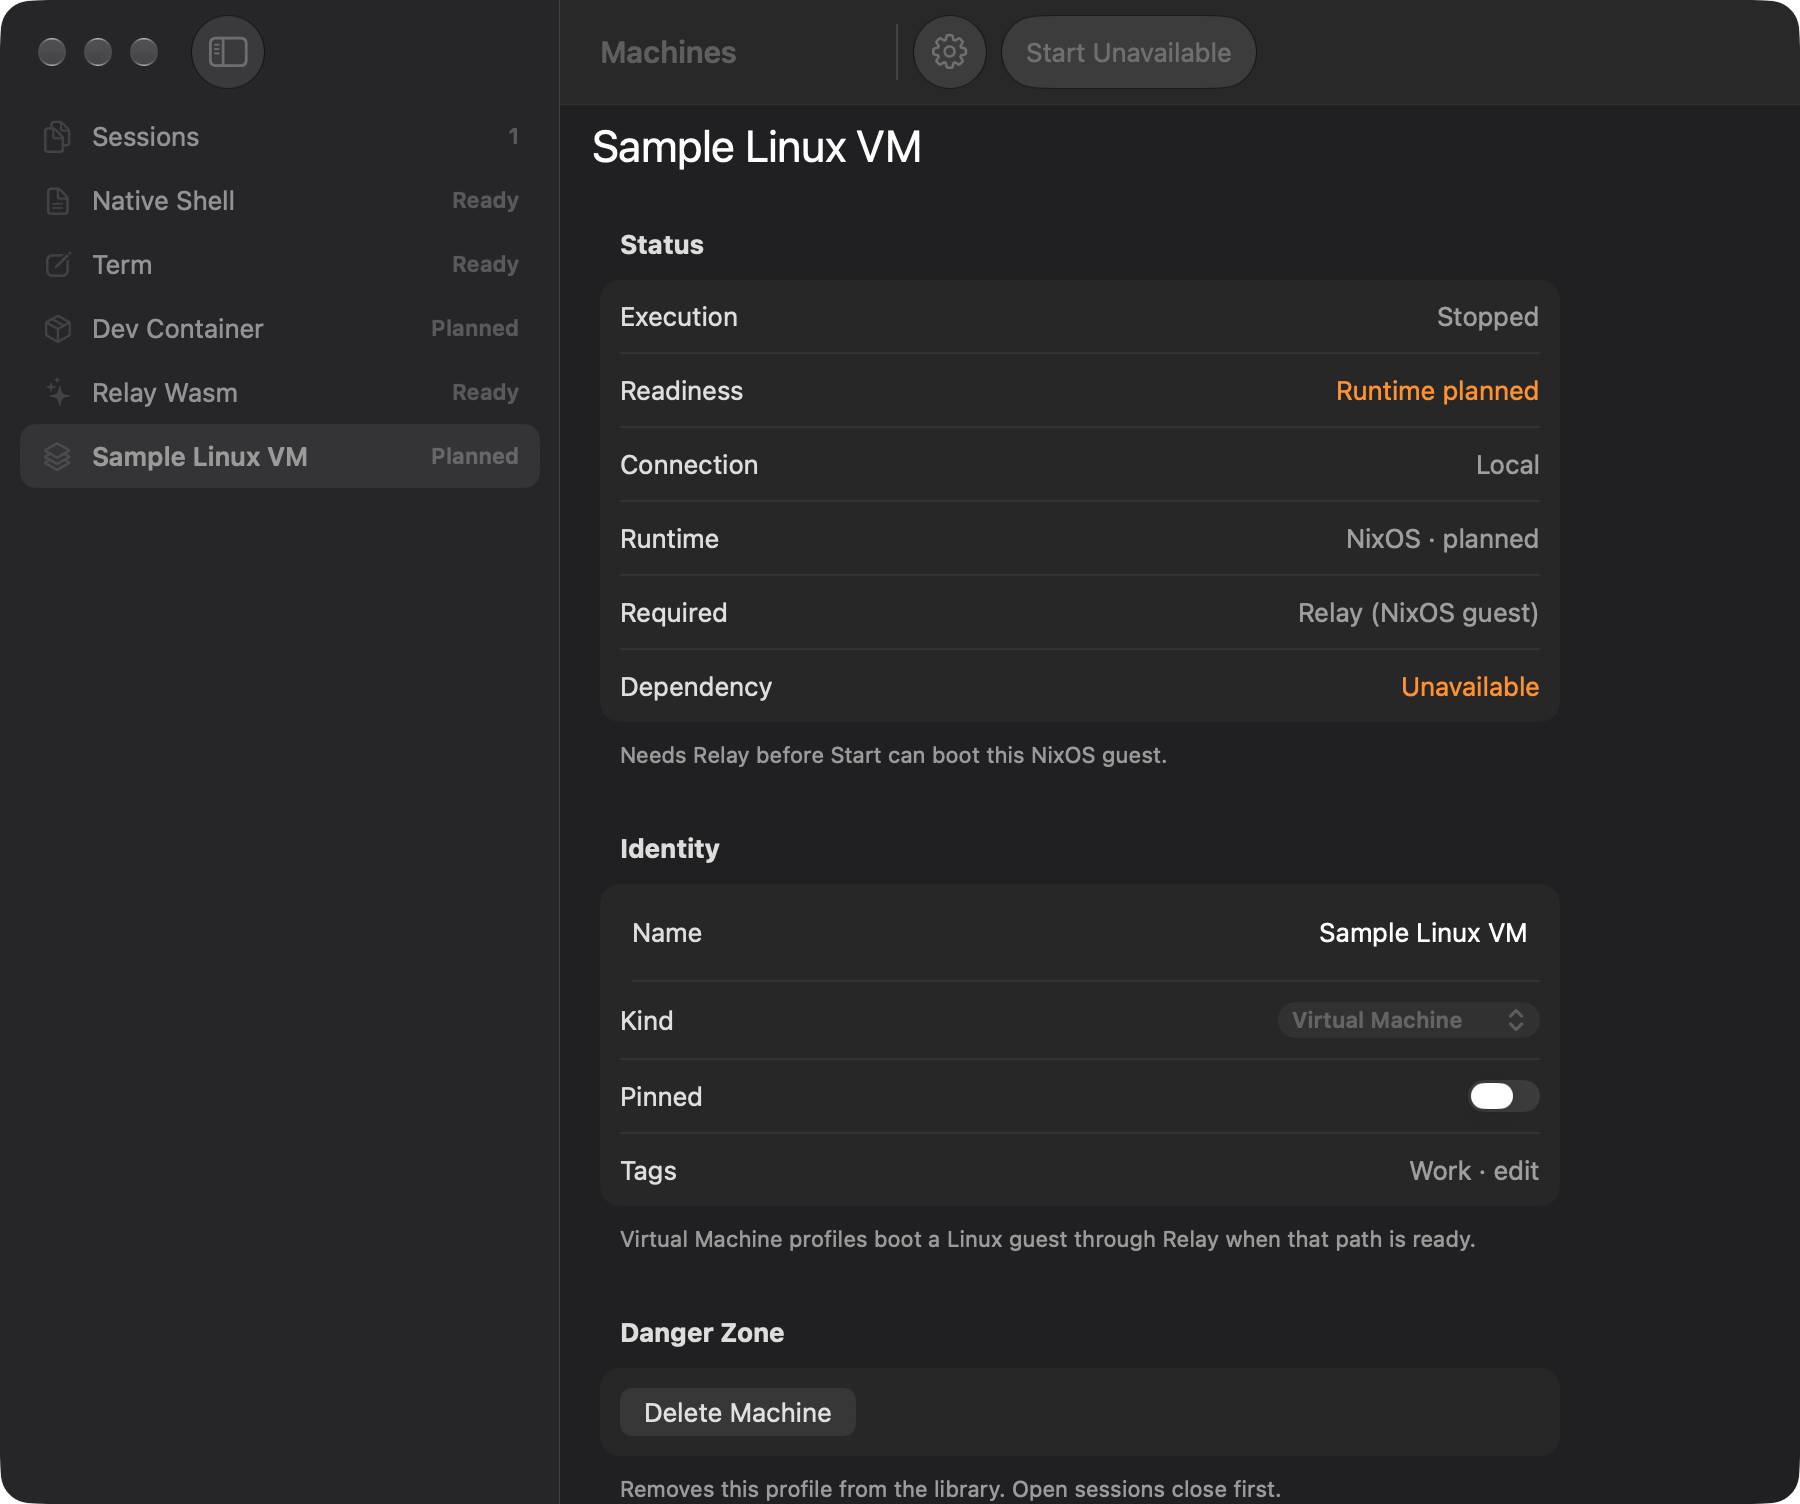 Machines
Start Unavailable
Sessions 1
Native Shell Ready
Term Ready
Dev Container Planned
Relay Wasm Ready
Sample Linux VM Planned
Sample Linux VM
Status
Execution Stopped
Readiness Runtime planned
Connection Local
Runtime NixOS · planned
Required Relay (NixOS guest)
Dependency Unavailable
Needs Relay before Start can boot this NixOS guest.
Identity
Name Sample Linux VM
Kind Virtual Machine
Pinned
Tags Work · edit
Virtual Machine profiles boot a Linux guest through Relay when that path is ready.
Danger Zone
Delete Machine
Removes this profile from the library. Open sessions close first.